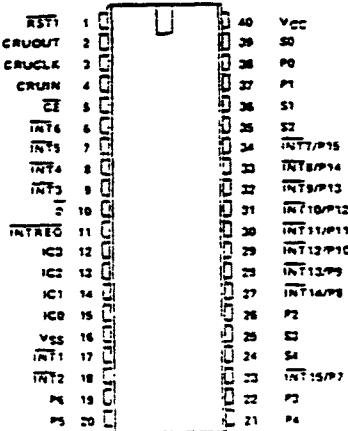 RST1 1 40 VCC
CRUOUT 2 39 S0
CRUCLK 3 38 P0
CRUIN 4 37 P1
CE 5 36 S1
INT6 6 35 S2
INT5 7 34 INT7/P15
INT4 8 33 INT8/P14
INT3 9 32 INT9/P13
10 31 INT10/P12
INTREQ 11 30 INT11/P11
IC3 12 29 INT12/P10
IC2 13 28 INT13/P9
IC1 14 27 INT14/P8
IC0 15 26 P2
VSS 16 25 S3
INT1 17 24 S4
INT2 18 23 INT15/P7
P6 19 22 P3
P5 20 21 P4